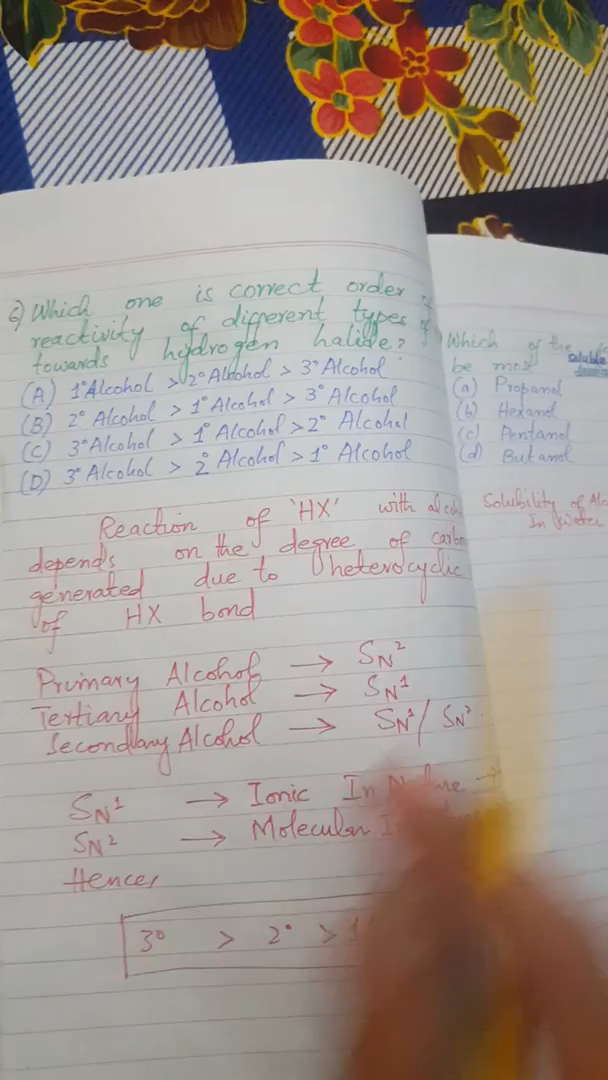 6) Which one is correct order of
reactivity of different types of
towards hydrogen halide?
(A) 1° Alcohol > 2° Alcohol > 3° Alcohol
(B) 2° Alcohol > 1° Alcohol > 3° Alcohol
(C) 3° Alcohol > 1° Alcohol > 2° Alcohol
(D) 3° Alcohol > 2° Alcohol > 1° Alcohol
Reaction of 'HX' with
depends on the degree of
generated due to heterocyclic
of HX bond
Primary Alcohol → SN²
Tertiary Alcohol → SN¹
Secondary Alcohol → SN¹/ SN²
SN¹ → Ionic In Nature →
SN² → Molecular
Hence,
3° > 2° >
Which of the
be most soluble
(a) Propanol
(b) Hexanol
(c) Pentanol
(d) Butanol
Solubility of
In Water